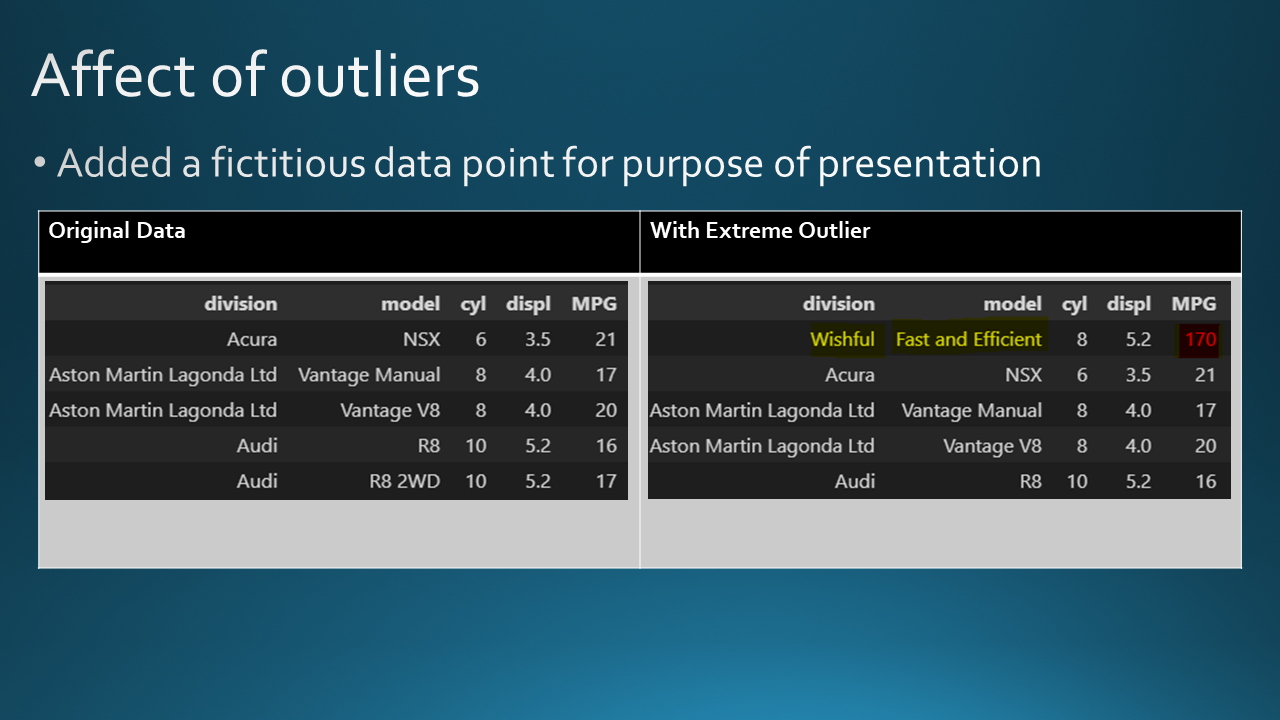 Affect of outliers
• Added a fictitious data point for purpose of presentation
Original Data
division model cyl displ MPG
Acura NSX 6 3.5 21
Aston Martin Lagonda Ltd Vantage Manual 8 4.0 17
Aston Martin Lagonda Ltd Vantage V8 8 4.0 20
Audi R8 10 5.2 16
Audi R8 2WD 10 5.2 17
With Extreme Outlier
division model cyl displ MPG
Wishful Fast and Efficient 8 5.2 170
Acura NSX 6 3.5 21
Aston Martin Lagonda Ltd Vantage Manual 8 4.0 17
Aston Martin Lagonda Ltd Vantage V8 8 4.0 20
Audi R8 10 5.2 16